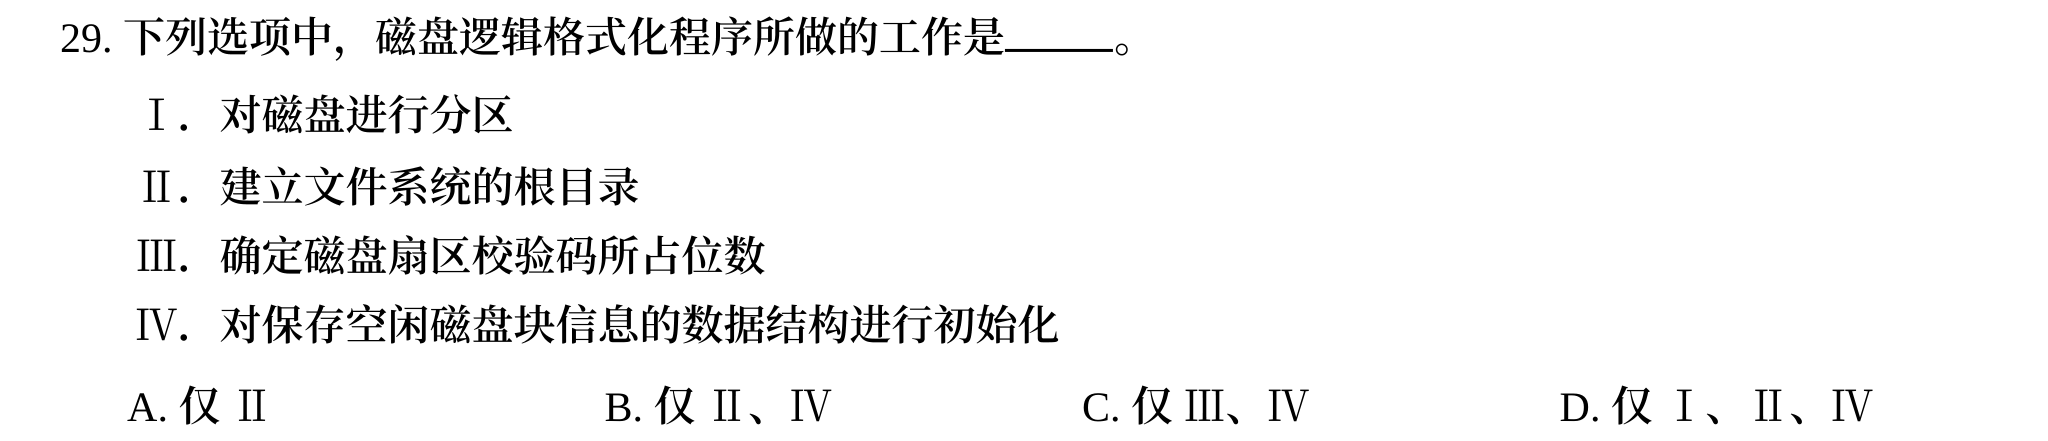 29. 下列选项中，磁盘逻辑格式化程序所做的工作是_____。
Ⅰ．对磁盘进行分区
Ⅱ．建立文件系统的根目录
Ⅲ．确定磁盘扇区校验码所占位数
Ⅳ．对保存空闲磁盘块信息的数据结构进行初始化
A. 仅 Ⅱ B. 仅 Ⅱ、Ⅳ C. 仅 Ⅲ、Ⅳ D. 仅 Ⅰ、Ⅱ、Ⅳ